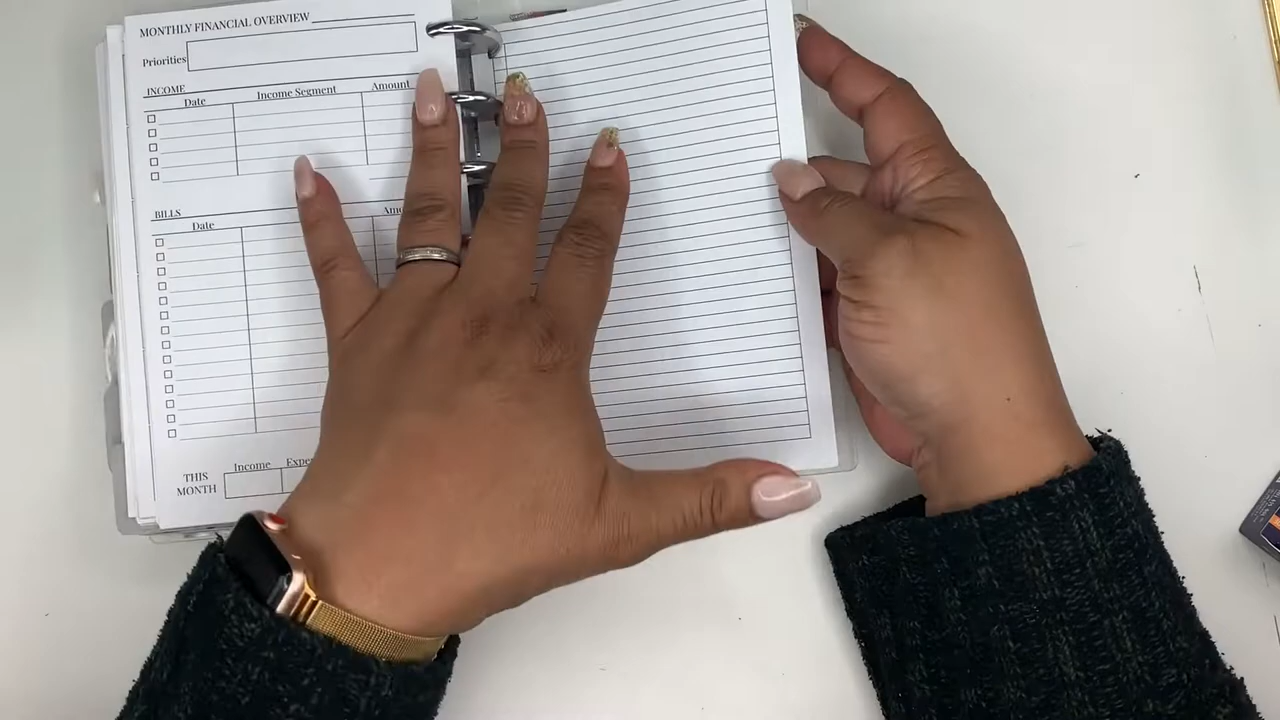 MONTHLY FINANCIAL OVERVIEW
Priorities
INCOME
Date Income Segment Amount
BILLS
Date
THIS MONTH Income